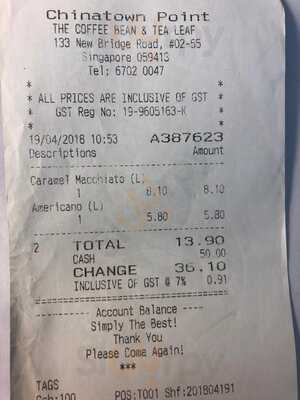 Chinatown Point
THE COFFEE BEAN & TEA LEAF
133 New Bridge Road, #02-55
Singapore 059413
Tel: 6702 0047
* *
* ALL PRICES ARE INCLUSIVE OF GST *
* GST Reg No: 19-9605163-K *
* *
19/04/2018 10:53 A387623
Descriptions Amount
Caramel Macchiato (L)
1 8.10 8.10
Americano (L)
1 5.80 5.80
2 TOTAL 13.90
CASH 50.00
CHANGE 36.10
INCLUSIVE OF GST @ 7% 0.91
---- Account Balance ----
Simply The Best!
Thank You
Please Come Again!
***
TAGS
Csh:100 POS:T001 Shf:201804191